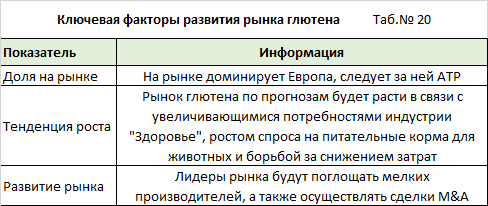 Ключевая факторы развития рынка глютена Таб.№ 20
Показатель Информация
Доля на рынке На рынке доминирует Европа, следует за ней АТР
Рынок глютена по прогнозам будет расти в связи с
увеличивающимися потребностями индустрии
Тенденция роста
"Здоровье", ростом спроса на питательные корма для
животных и борьбой за снижением затрат
Лидеры рынка будут поглощать мелких
Развитие рынка
производителей, а также осуществлять сделки M&A